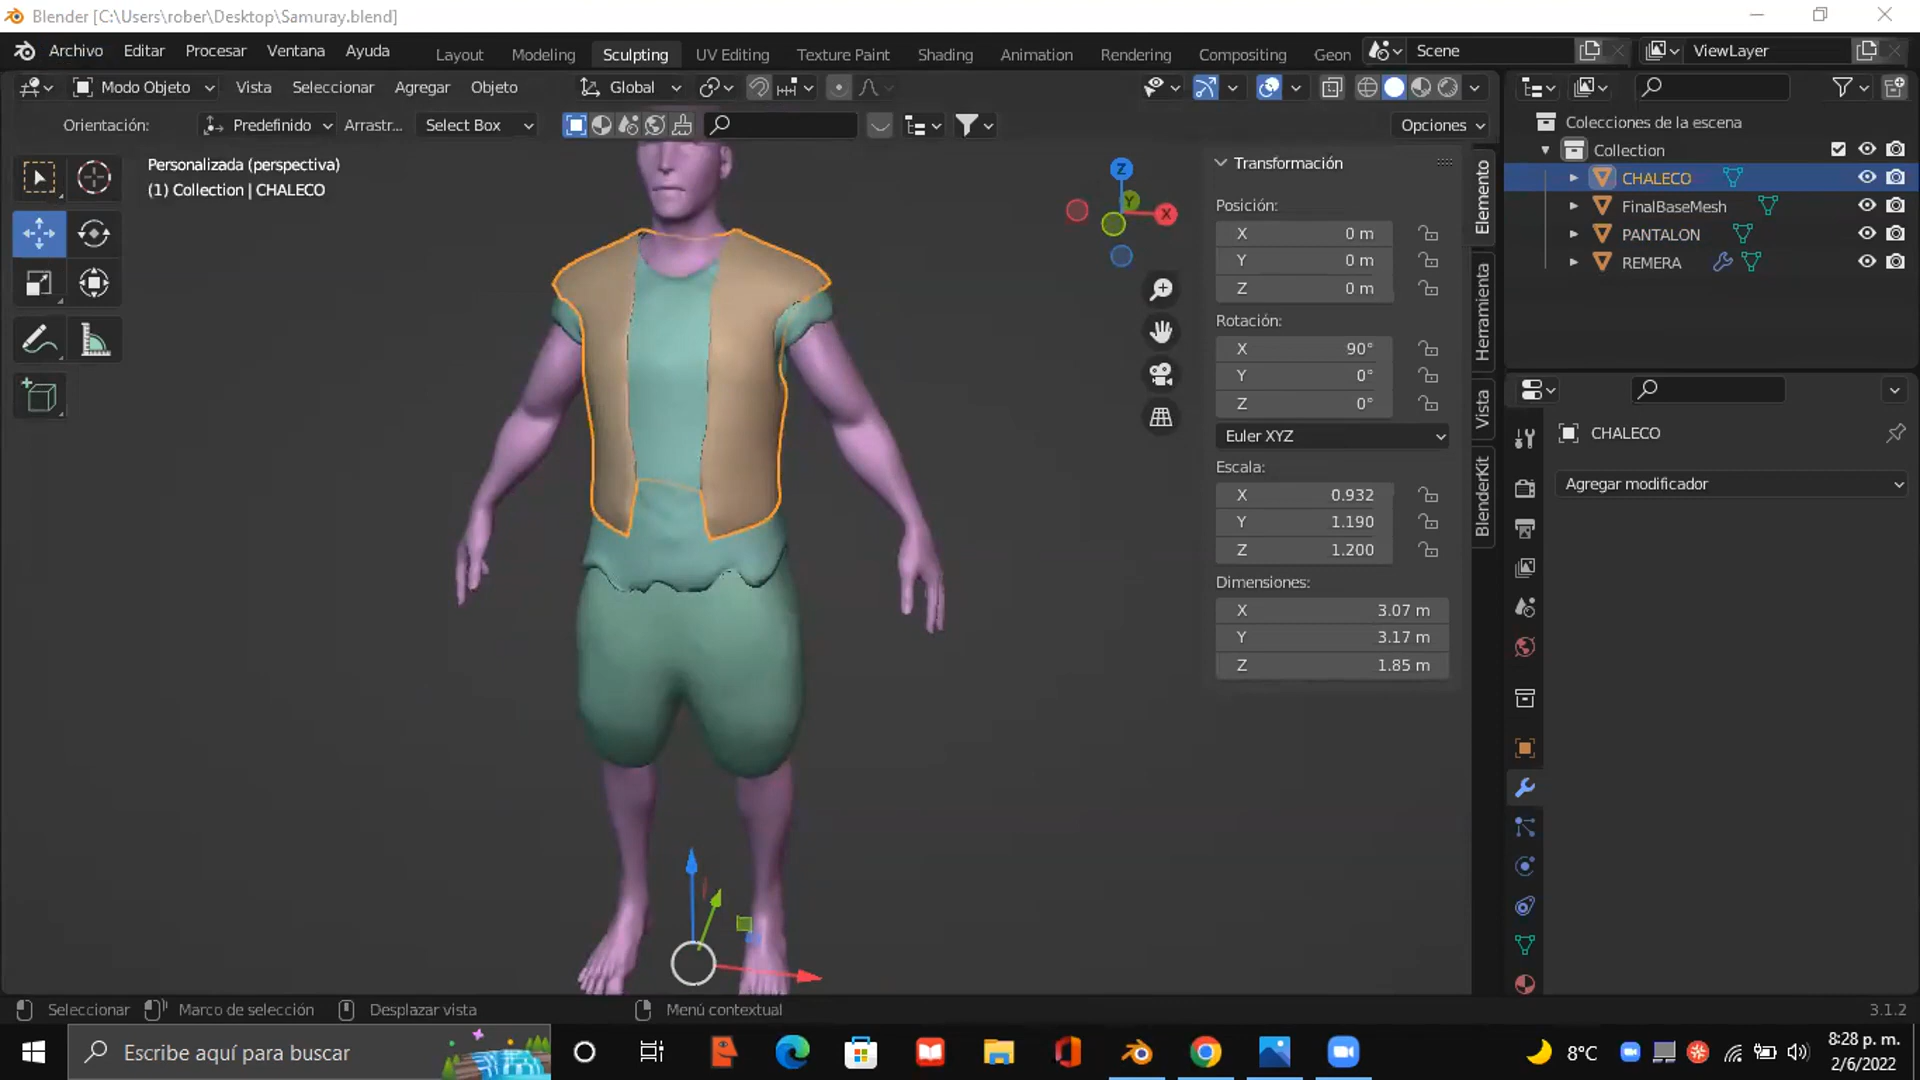 Blender [C:\Users\rober\Desktop\Samuray.blend]
Archivo Editar Procesar Ventana Ayuda Layout Modeling Sculpting UV Editing Texture Paint Shading Animation Rendering Compositing Geon Scene ViewLayer
Modo Objeto Vista Seleccionar Agregar Objeto Global
Orientación: Predefinido Arrastr... Select Box Opciones
Personalizada (perspectiva)
(1) Collection | CHALECO
Z
Y
X
Transformación
Posición:
X 0 m
Y 0 m
Z 0 m
Rotación:
X 90°
Y 0°
Z 0°
Euler XYZ
Escala:
X 0.932
Y 1.190
Z 1.200
Dimensiones:
X 3.07 m
Y 3.17 m
Z 1.85 m
Elemento
Herramienta
Vista
BlenderKit
Colecciones de la escena
Collection
CHALECO
FinalBaseMesh
PANTALON
REMERA
CHALECO
Agregar modificador
Seleccionar Marco de selección Desplazar vista Menú contextual 3.1.2
Escribe aquí para buscar
8°C
8:28 p. m.
2/6/2022